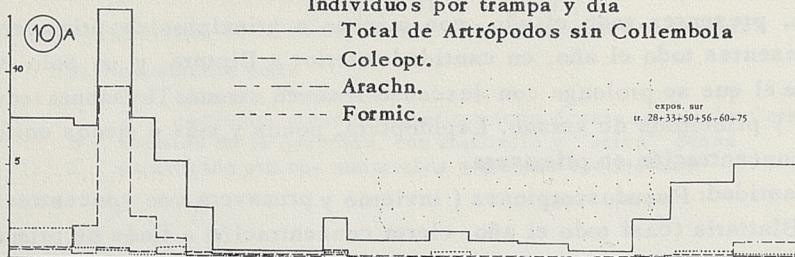 Individuos por trampa y día
10 A
Total de Artrópodos sin Collembola
Coleopt.
Arachn.
Formic.
expos. sur
tr. 28+33+50+56-60-75
10
5